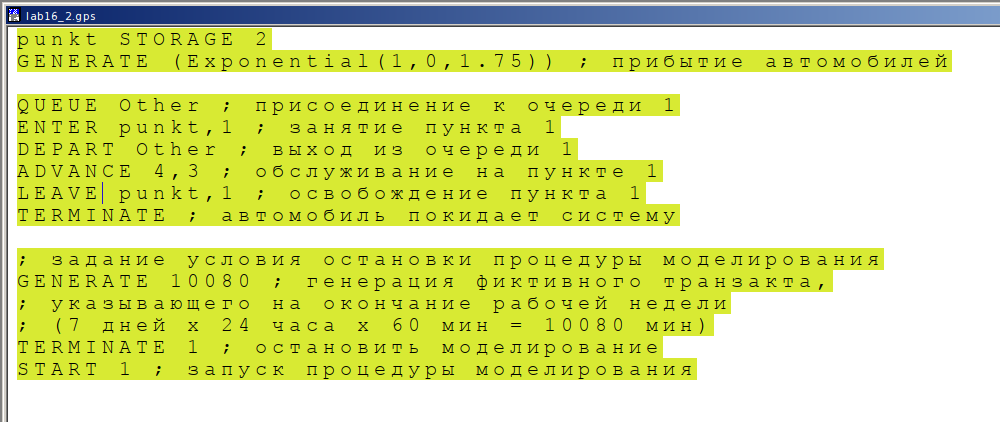 lab16_2.gps
punkt STORAGE 2
GENERATE (Exponential(1,0,1.75)) ; прибытие автомобилей
QUEUE Other ; присоединение к очереди 1
ENTER punkt,1 ; занятие пункта 1
DEPART Other ; выход из очереди 1
ADVANCE 4,3 ; обслуживание на пункте 1
LEAVE punkt,1 ; освобождение пункта 1
TERMINATE ; автомобиль покидает систему
; задание условия остановки процедуры моделирования
GENERATE 10080 ; генерация фиктивного транзакта,
; указывающего на окончание рабочей недели
; (7 дней х 24 часа х 60 мин = 10080 мин)
TERMINATE 1 ; остановить моделирование
START 1 ; запуск процедуры моделирования